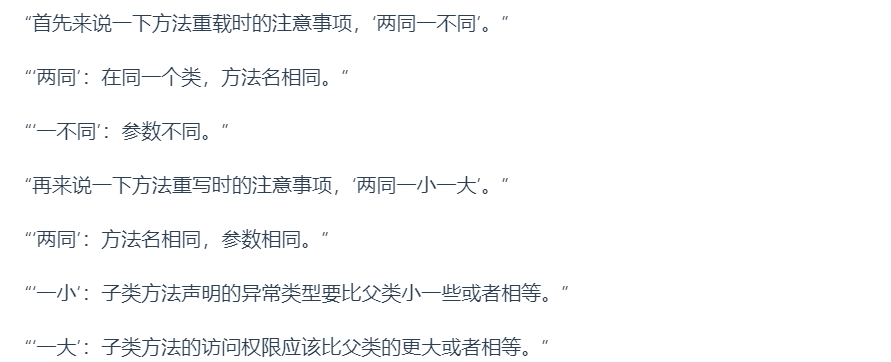 “首先来说一下方法重载时的注意事项，‘两同一不同’。”
“‘两同’：在同一个类，方法名相同。”
“‘一不同’：参数不同。”
“再来说一下方法重写时的注意事项，‘两同一小一大’。”
“‘两同’：方法名相同，参数相同。”
“‘一小’：子类方法声明的异常类型要比父类小一些或者相等。”
“‘一大’：子类方法的访问权限应该比父类的更大或者相等。”